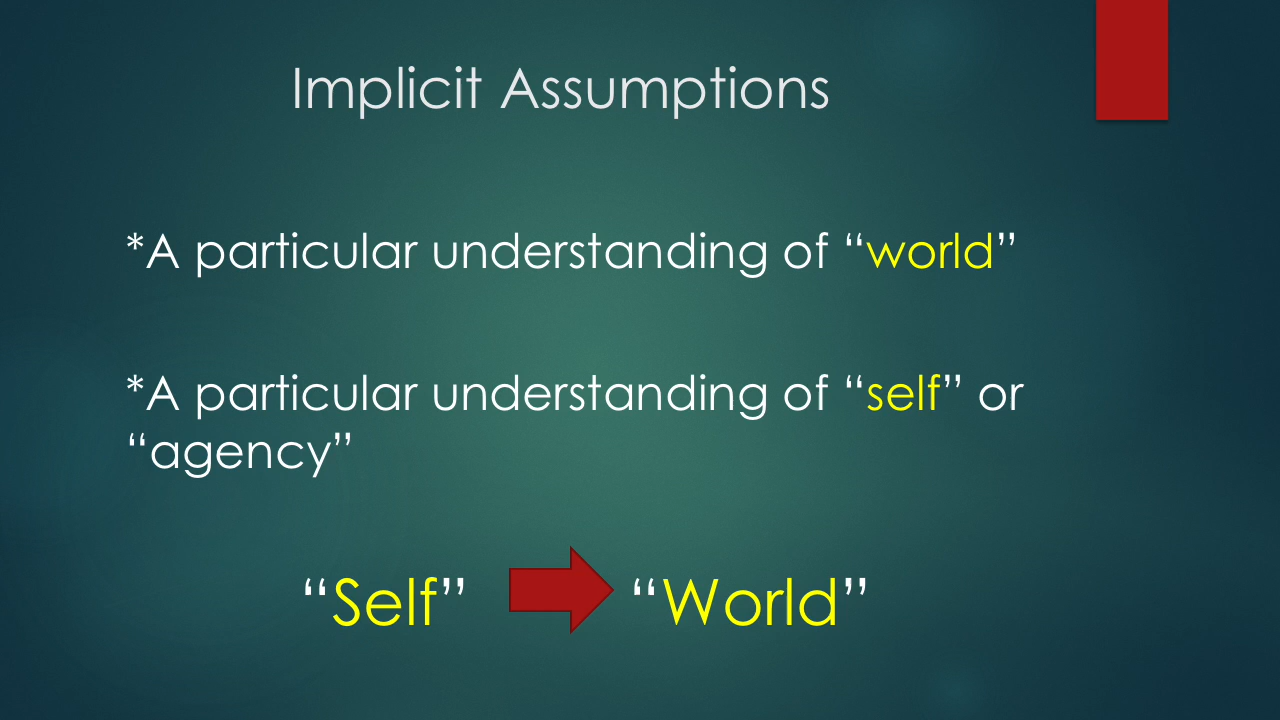 Implicit Assumptions
*A particular understanding of “world”
*A particular understanding of “self” or
“agency”
“Self” “World”